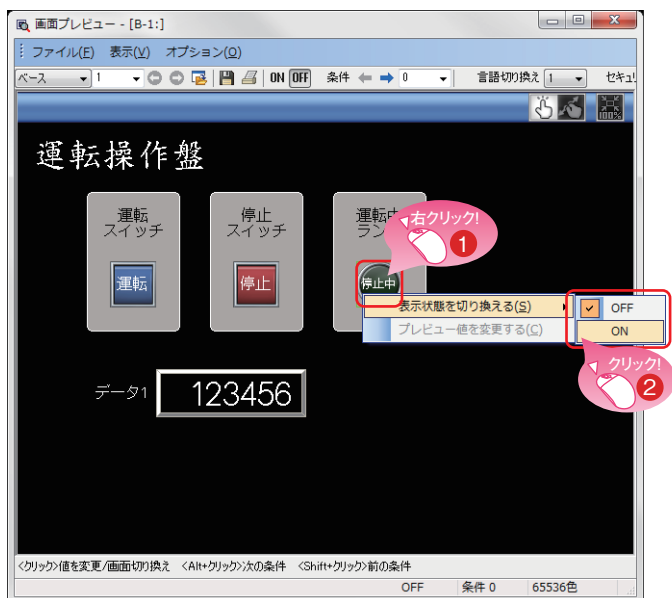 画面プレビュー - [B-1:]
ファイル(E) 表示(V) オプション(O)
ベース 1 ON OFF 条件 0 言語切り換え 1 セキュ
100%
運転操作盤
運転 停止 運転中
スイッチ スイッチ ラン
右クリック!
1
運転 停止 停止中
表示状態を切り換える(S) OFF
プレビュー値を変更する(C) ON
クリック!
2
データ1 123456
<クリック>値を変更/画面切り換え <Alt+クリック>次の条件 <Shift+クリック>前の条件
OFF 条件 0 65536色